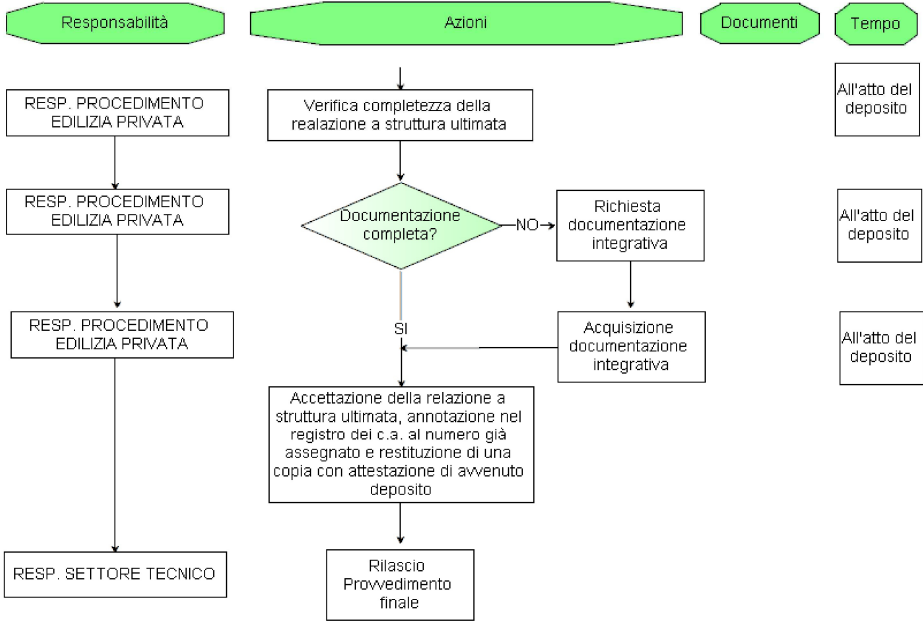 Responsabilità
Azioni
Documenti
Tempo
RESP. PROCEDIMENTO
EDILIZIA PRIVATA
Verifica completezza della
realazione a struttura ultimata
All'atto del
deposito
RESP. PROCEDIMENTO
EDILIZIA PRIVATA
Documentazione
completa?
NO
Richiesta
documentazione
integrativa
All'atto del
deposito
RESP. PROCEDIMENTO
EDILIZIA PRIVATA
SI
Acquisizione
documentazione
integrativa
All'atto del
deposito
Accettazione della relazione a
struttura ultimata, annotazione nel
registro dei c.a. al numero già
assegnato e restituzione di una
copia con attestazione di avvenuto
deposito
RESP. SETTORE TECNICO
Rilascio
Provvedimento
finale